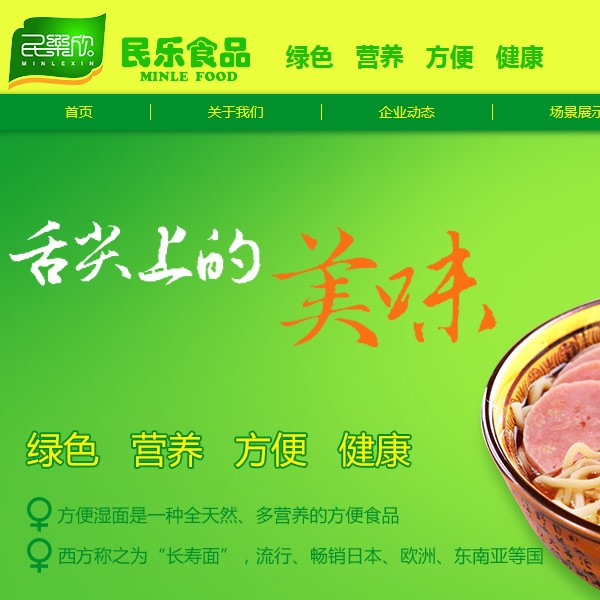 民樂欣
MINLEXIN
民乐食品
MINLE FOOD
绿色 营养 方便 健康
首页 关于我们 企业动态 场景展示
舌尖上的 美味
绿色 营养 方便 健康
方便湿面是一种全天然、多营养的方便食品
西方称之为“长寿面”，流行、畅销日本、欧洲、东南亚等国